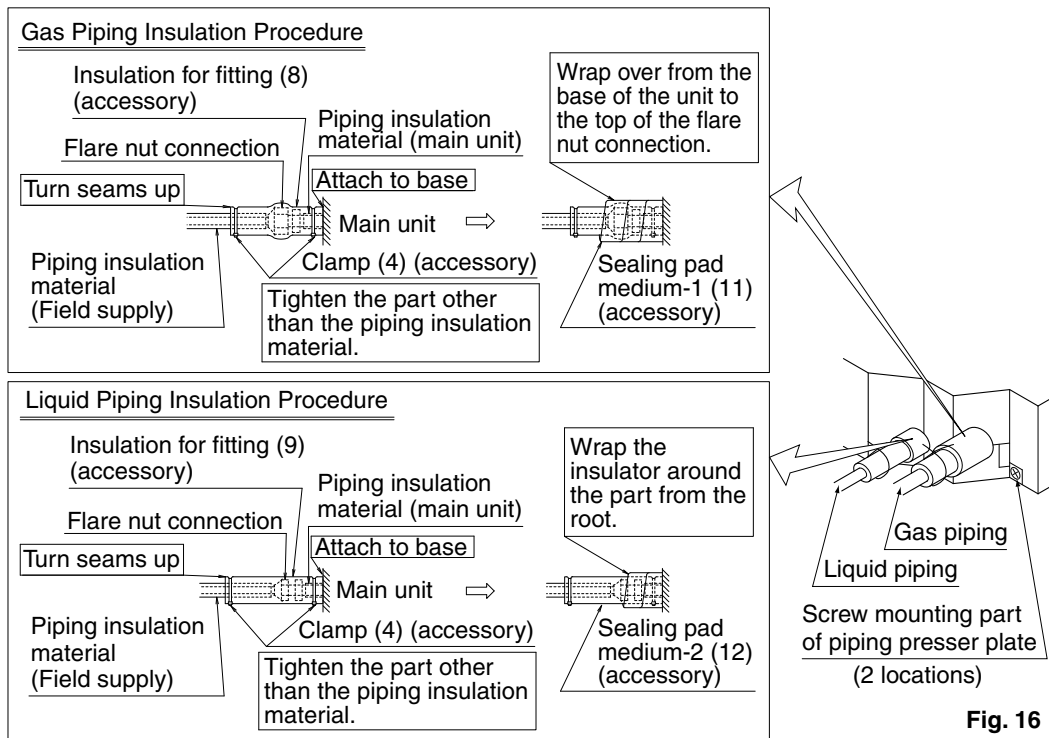 Gas Piping Insulation Procedure
Insulation for fitting (8)
(accessory)
Flare nut connection
Turn seams up
Piping insulation
material (main unit)
Attach to base
Main unit
Piping insulation
material
(Field supply)
Clamp (4) (accessory)
Tighten the part other
than the piping insulation
material.
Wrap over from the
base of the unit to
the top of the flare
nut connection.
Sealing pad
medium-1 (11)
(accessory)
Liquid Piping Insulation Procedure
Insulation for fitting (9)
(accessory)
Flare nut connection
Turn seams up
Piping insulation
material (main unit)
Attach to base
Main unit
Piping insulation
material
(Field supply)
Clamp (4) (accessory)
Tighten the part other
than the piping insulation
material.
Wrap the
insulator around
the part from the
root.
Sealing pad
medium-2 (12)
(accessory)
Gas piping
Liquid piping
Screw mounting part
of piping presser plate
(2 locations)
Fig. 16